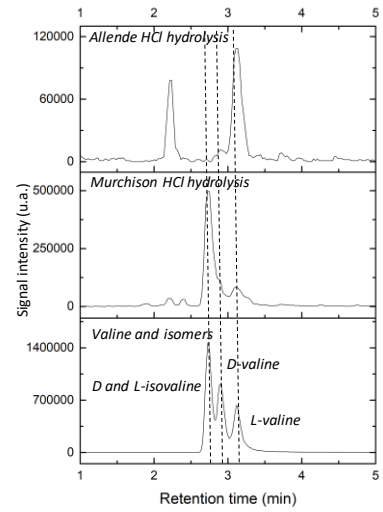 1 2 3 4 5
Allende HCl hydrolysis
120000
60000
0
Murchison HCl hydrolysis
500000
250000
0
Signal intensity (u.a.)
Valine and isomers
1400000
D-valine
D and L-isovaline
700000
L-valine
0
1 2 3 4 5
Retention time (min)